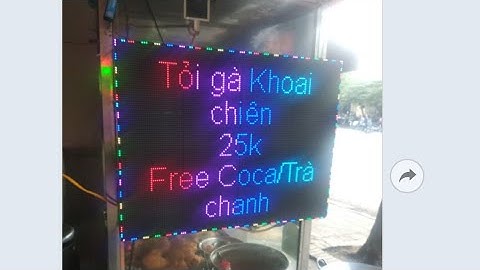 Tỏi gà Khoai
chiên
25k
Free Coca/Trà
chanh